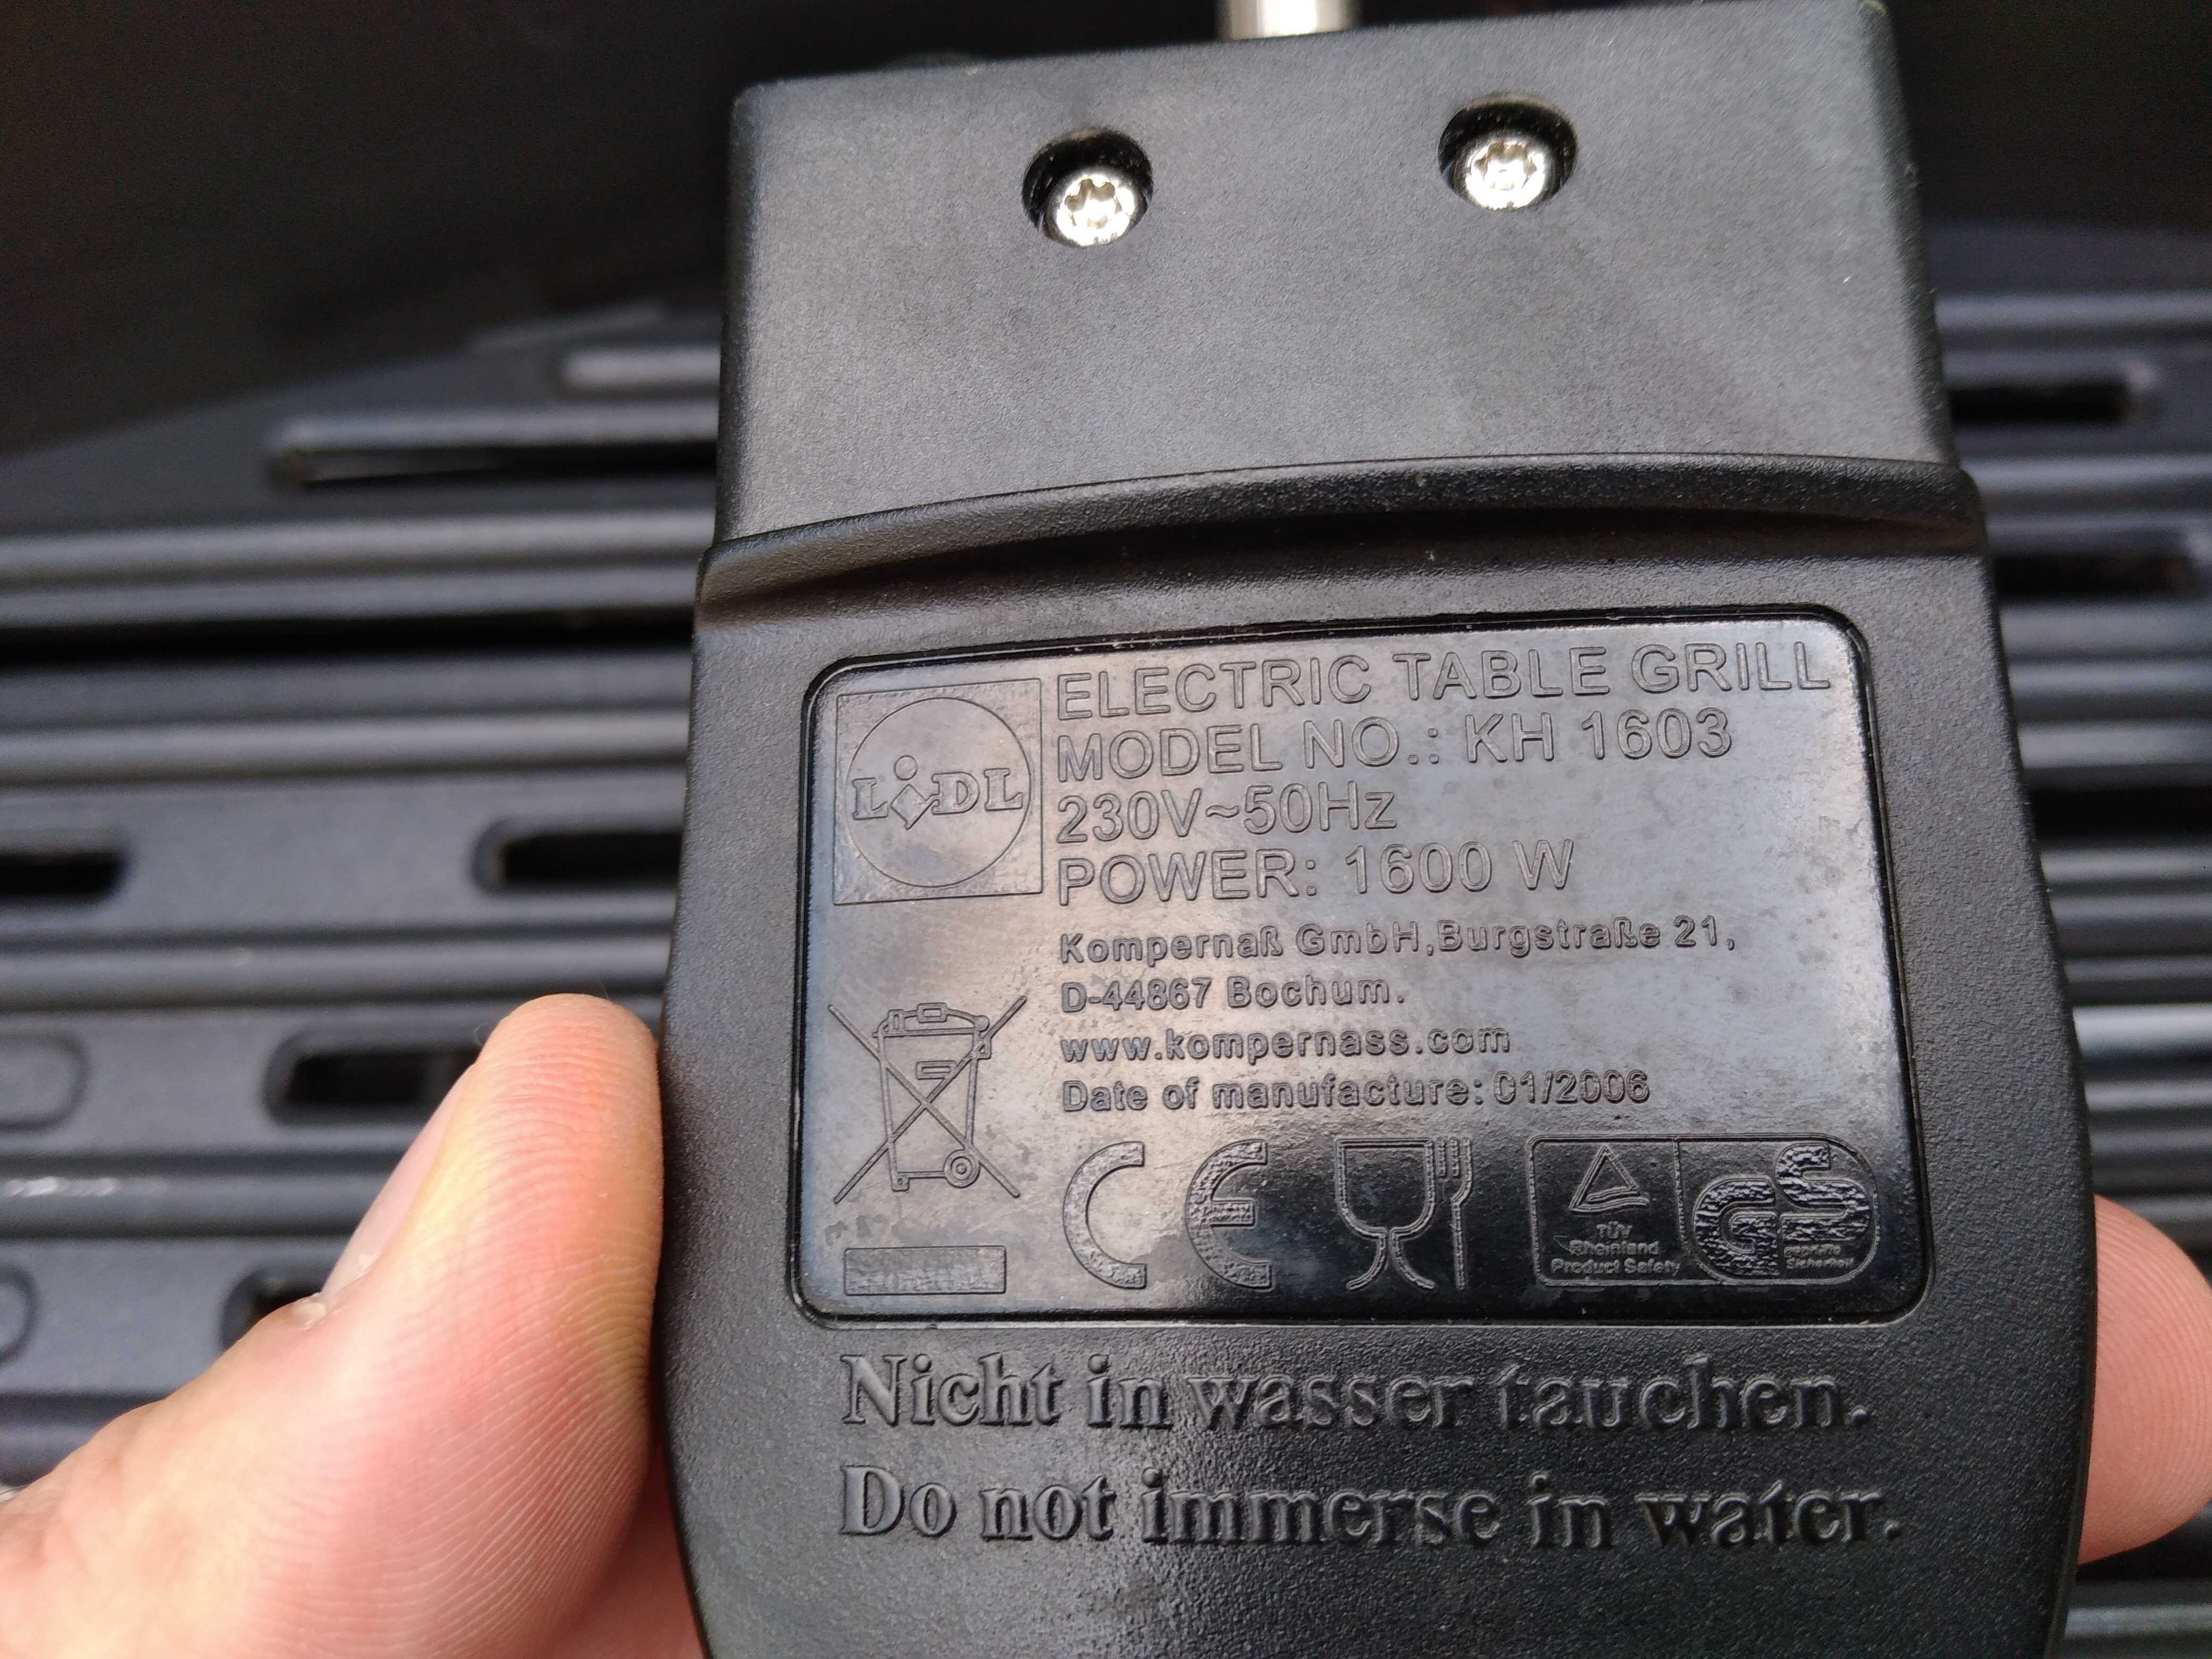 LiDL
ELECTRIC TABLE GRILL
MODEL NO.: KH 1603
230V~50Hz
POWER: 1600 W
Kompernaß GmbH,Burgstraße 21,
D-44867 Bochum.
www.kompernass.com
Date of manufacture: 01/2006
CE
TÜV
Rheinland
Product Safety
GS
geprüfte
Sicherheit
Nicht in wasser tauchen.
Do not immerse in water.